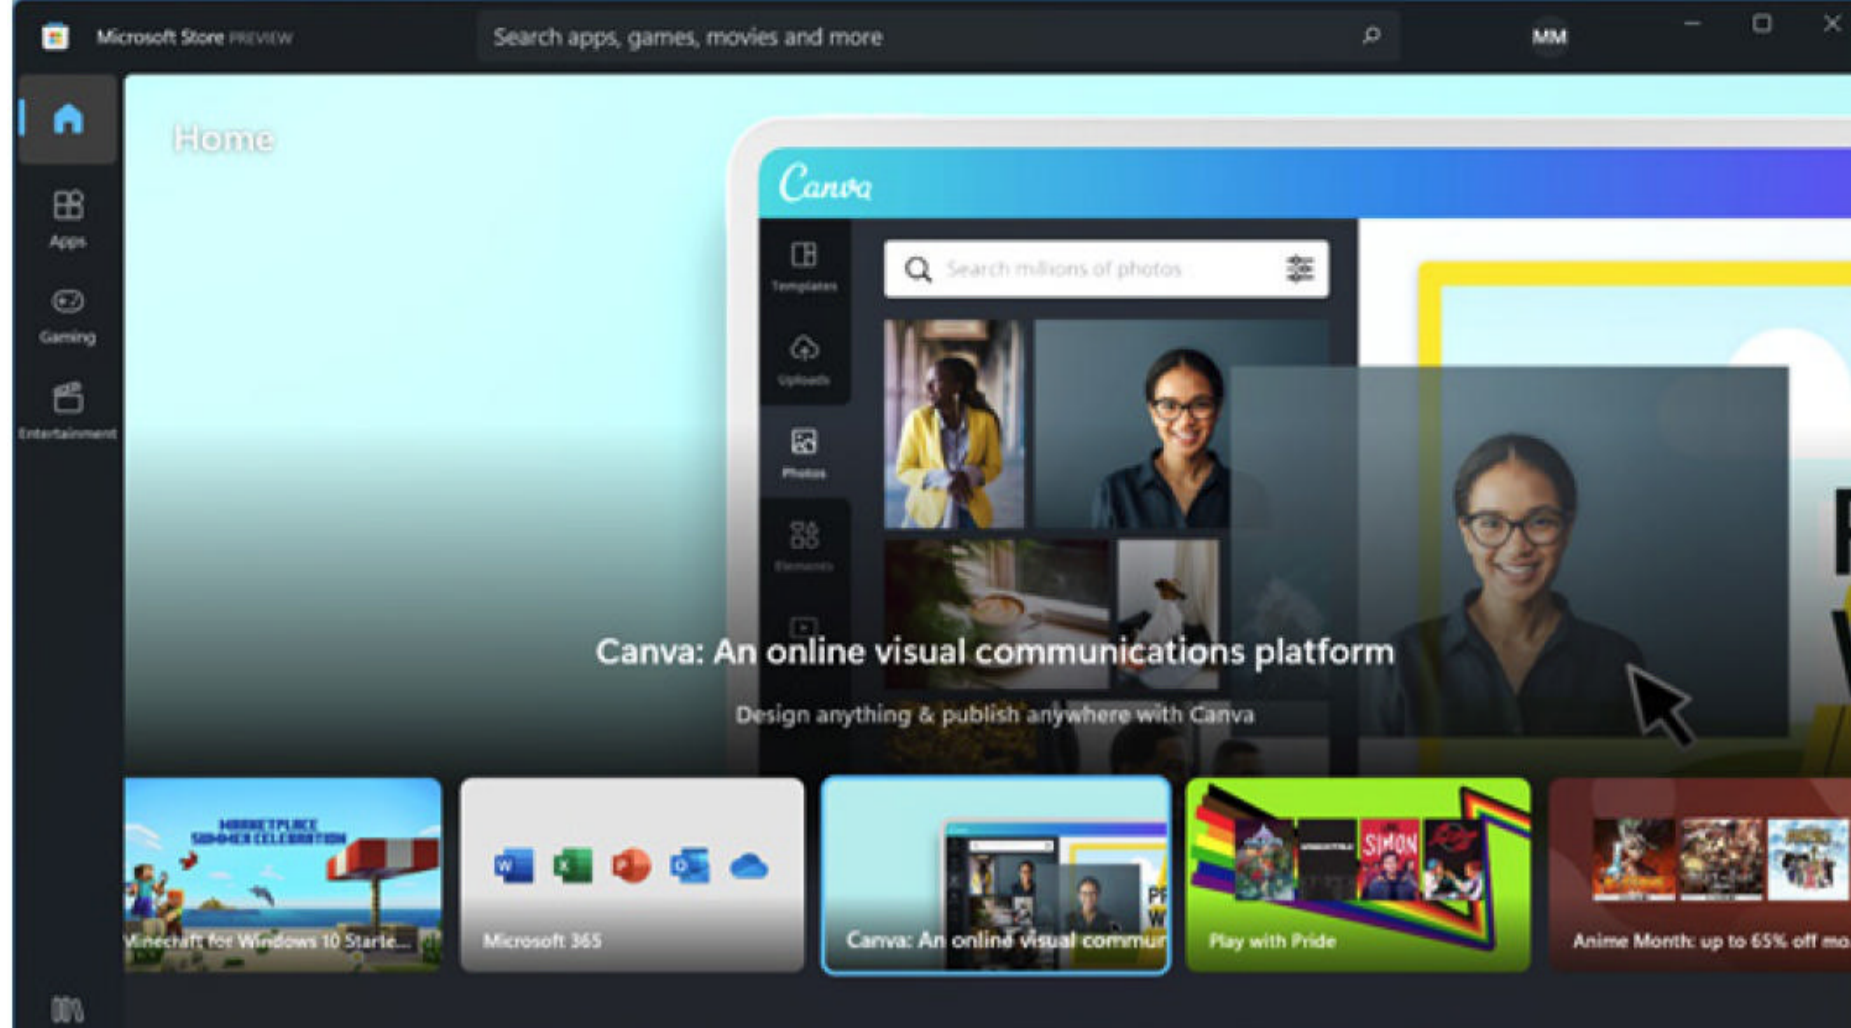 Microsoft Store PREVIEW
Search apps, games, movies and more
MM
Home
Apps
Gaming
Entertainment
Canva
Search millions of photos
Templates
Uploads
Photos
Elements
Canva: An online visual communications platform
Design anything & publish anywhere with Canva
MARKETPLACE
SUMMER CELEBRATION
Minecraft for Windows 10 Starte...
W
X
P
O
Microsoft 365
Canva: An online visual commun
SIMON
Play with Pride
Anime Month: up to 65% off mo